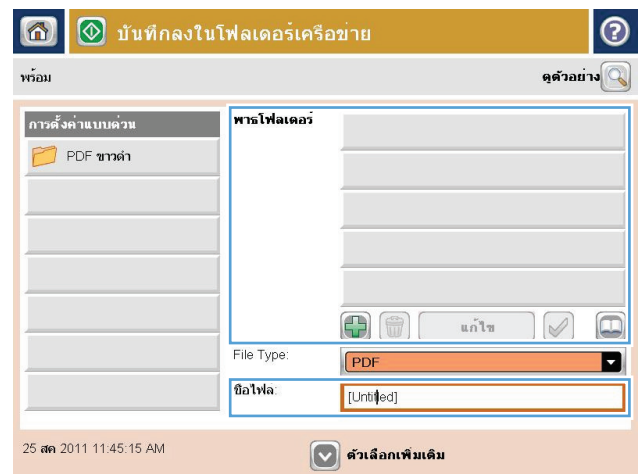 บันทึกลงในโฟลเดอร์เครือข่าย
พร้อม
ดูตัวอย่าง
การตั้งค่าแบบด่วน
PDF ขาวดำ
พาธโฟลเดอร์
แก้ไข
File Type:
PDF
ชื่อไฟล์:
[Untitled]
25 สค 2011 11:45:15 AM
ตัวเลือกเพิ่มเติม